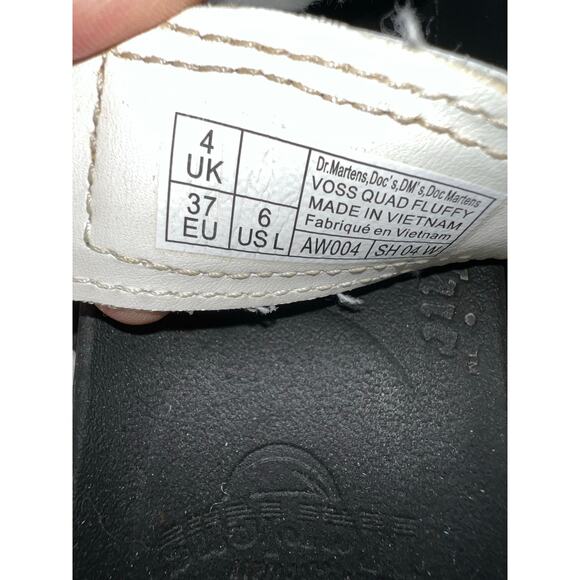 4
UK
37
EU
6
US L
Dr.Martens,Doc's,DM's,Doc Martens
VOSS QUAD FLUFFY
MADE IN VIETNAM
Fabriqué en Vietnam
AW004
SH 04 W
™